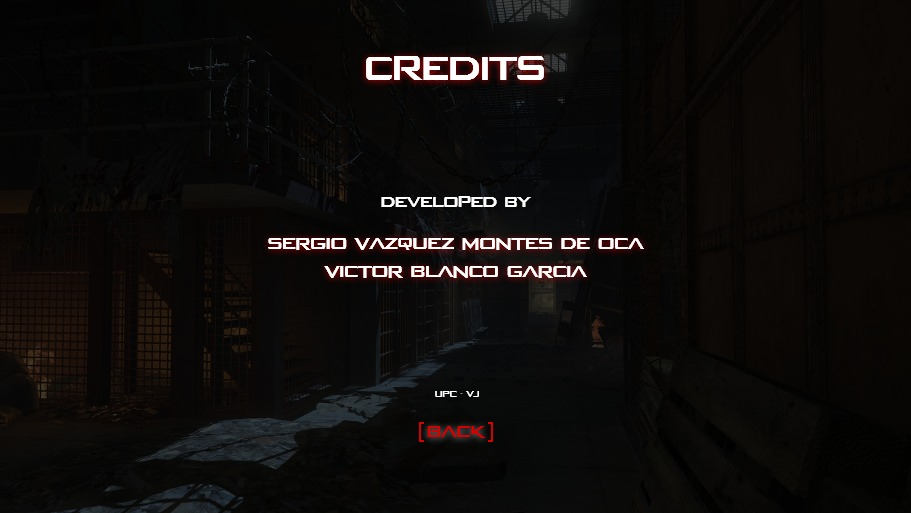 CREDITS
DEVELOPED BY
SERGIO VAZQUEZ MONTES DE OCA
VICTOR BLANCO GARCIA
UPC - VJ
[BACK]